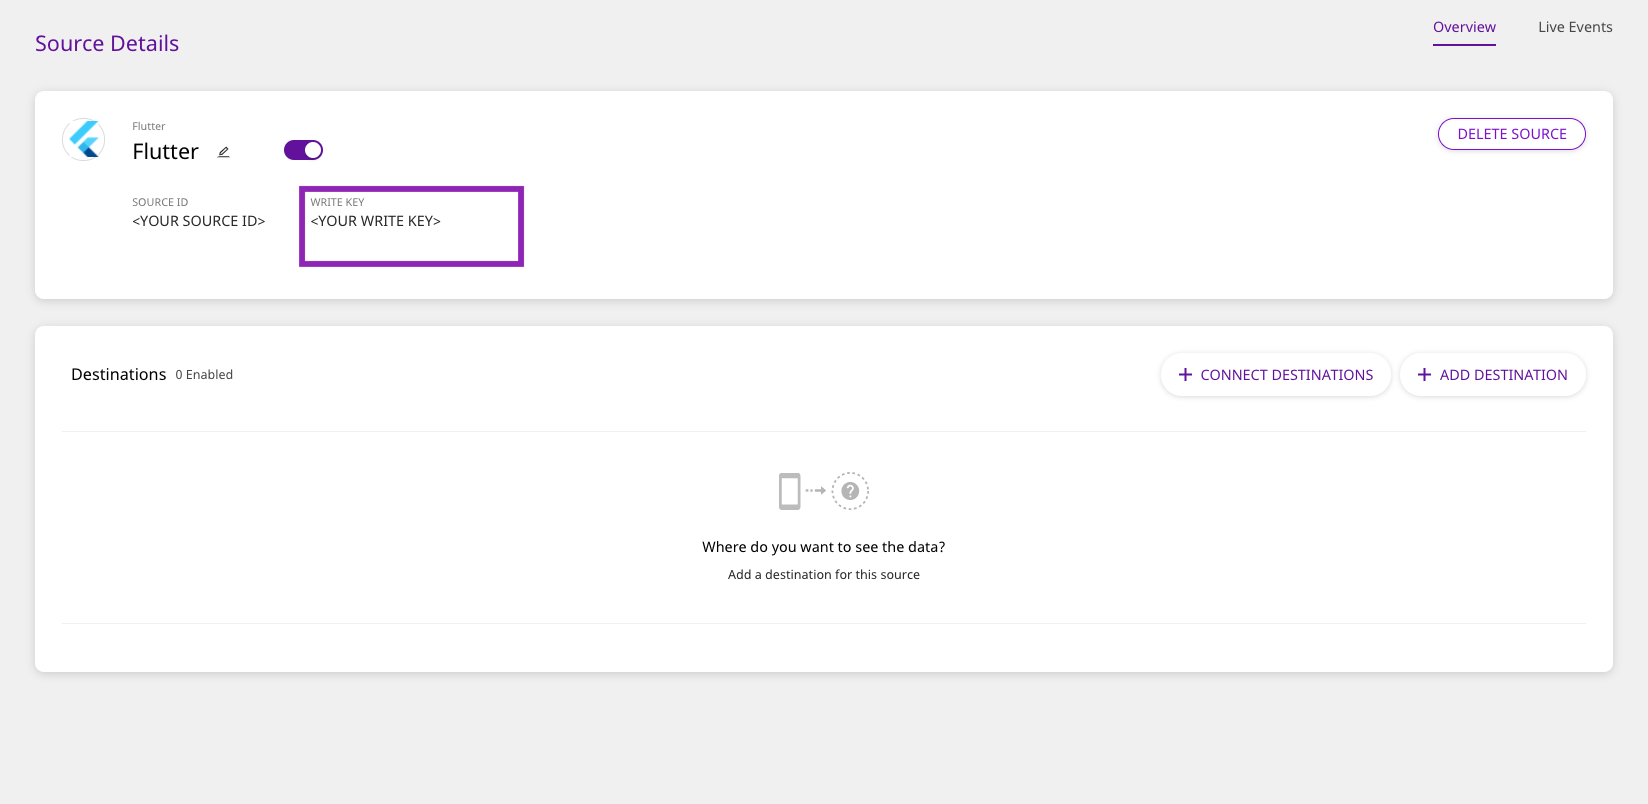 Source Details
Overview
Live Events
Flutter
Flutter
DELETE SOURCE
SOURCE ID
<YOUR SOURCE ID>
WRITE KEY
<YOUR WRITE KEY>
Destinations 0 Enabled
+ CONNECT DESTINATIONS
+ ADD DESTINATION
?
Where do you want to see the data?
Add a destination for this source